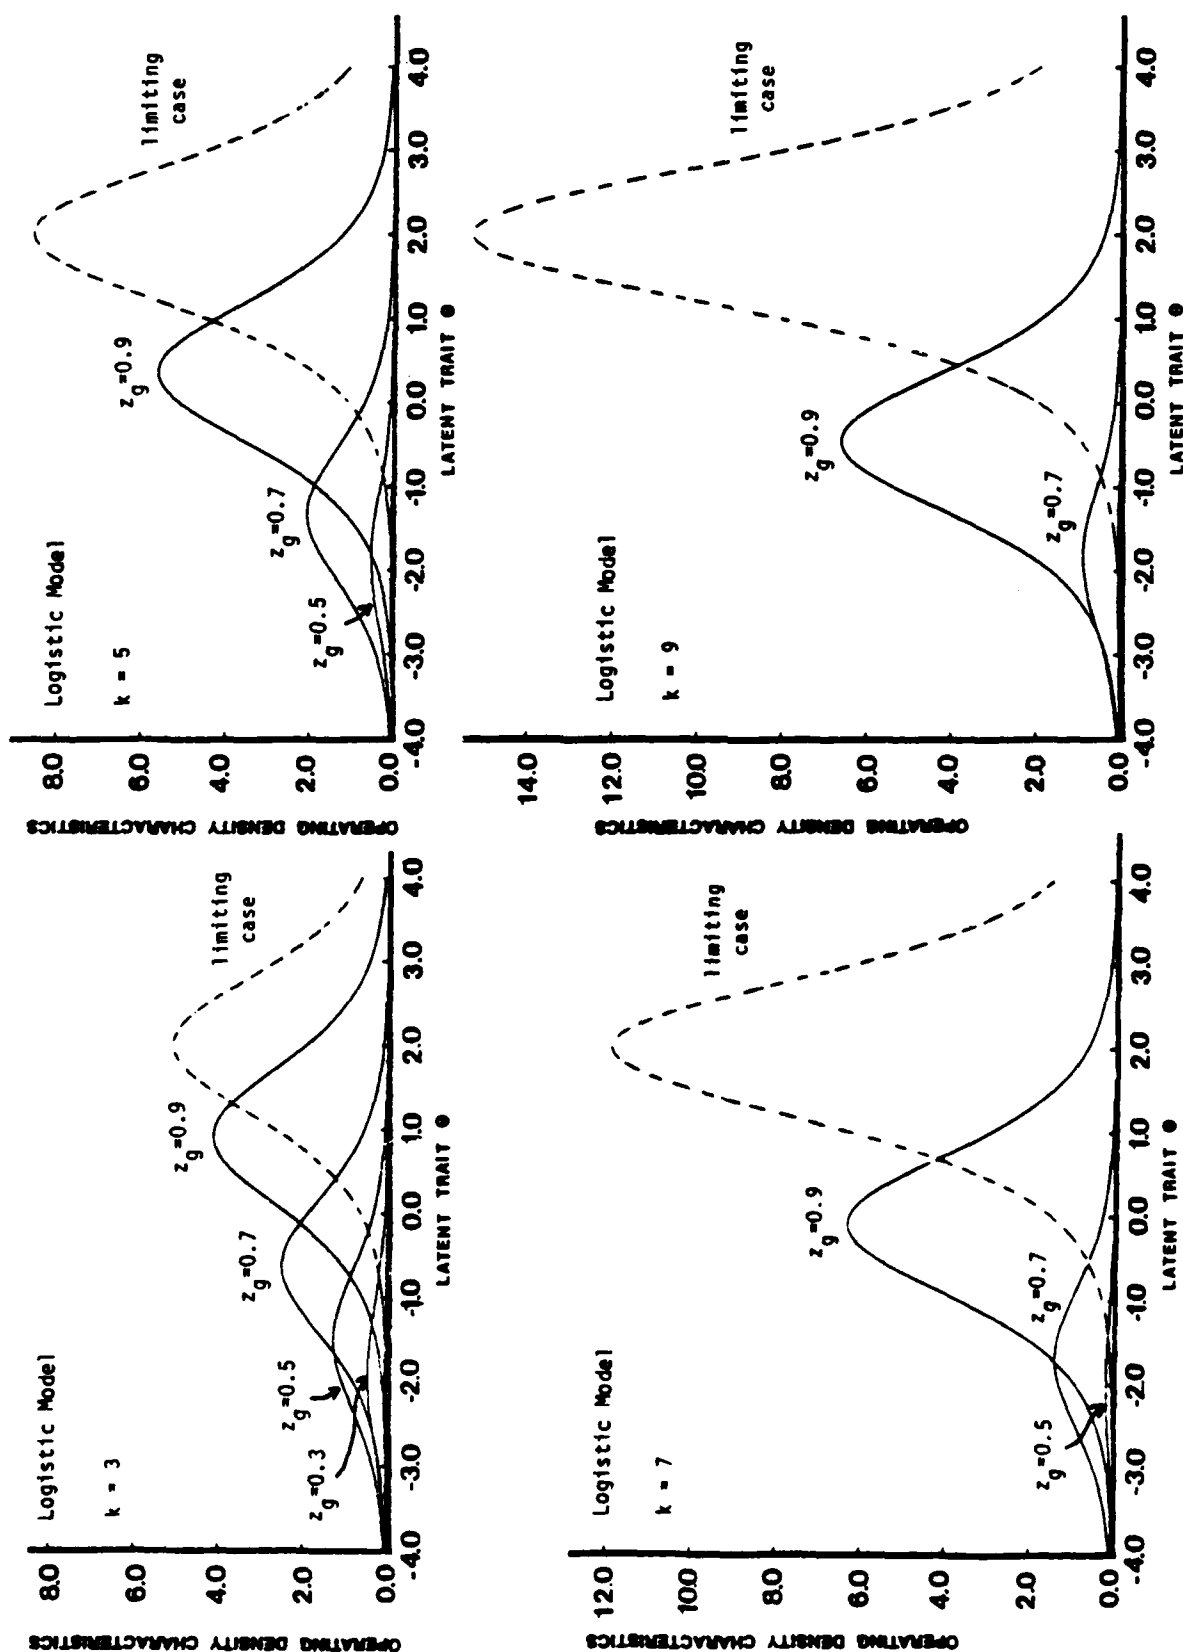 OPERATING DENSITY CHARACTERISTICS
8.0
6.0
4.0
2.0
0.0
Logistic Model
k = 3
z_g=0.3
z_g=0.5
z_g=0.7
z_g=0.9
limiting
case
-4.0 -3.0 -2.0 -1.0 0.0 1.0 2.0 3.0 4.0
LATENT TRAIT θ
OPERATING DENSITY CHARACTERISTICS
8.0
6.0
4.0
2.0
0.0
Logistic Model
k = 5
z_g=0.5
z_g=0.7
z_g=0.9
limiting
case
-4.0 -3.0 -2.0 -1.0 0.0 1.0 2.0 3.0 4.0
LATENT TRAIT θ
OPERATING DENSITY CHARACTERISTICS
12.0
10.0
8.0
6.0
4.0
2.0
0.0
Logistic Model
k = 7
z_g=0.5
z_g=0.7
z_g=0.9
limiting
case
-4.0 -3.0 -2.0 -1.0 0.0 1.0 2.0 3.0 4.0
LATENT TRAIT θ
OPERATING DENSITY CHARACTERISTICS
14.0
12.0
10.0
8.0
6.0
4.0
2.0
0.0
Logistic Model
k = 9
z_g=0.7
z_g=0.9
limiting
case
-4.0 -3.0 -2.0 -1.0 0.0 1.0 2.0 3.0 4.0
LATENT TRAIT θ